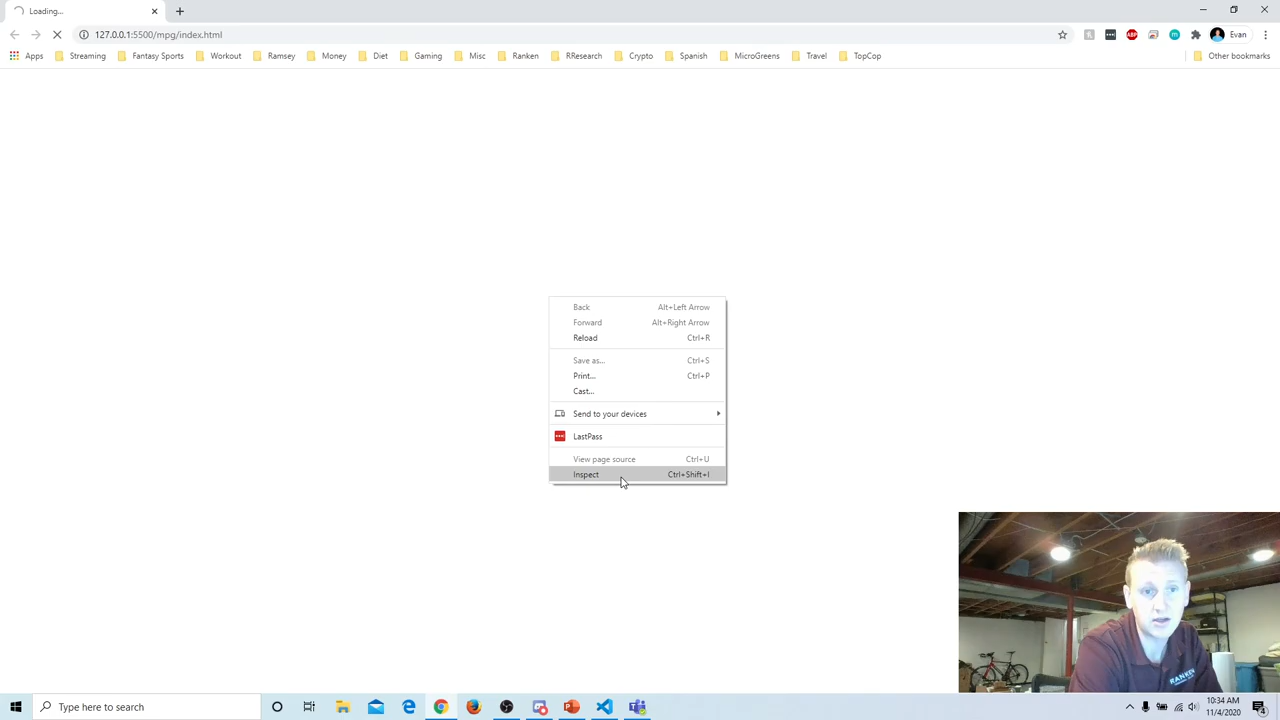 Loading...
127.0.0.1:5500/mpg/index.html
ABP
m
Evan
Apps
Streaming
Fantasy Sports
Workout
Ramsey
Money
Diet
Gaming
Misc
Ranken
RResearch
Crypto
Spanish
MicroGreens
Travel
TopCop
Other bookmarks
Back Alt+Left Arrow
Forward Alt+Right Arrow
Reload Ctrl+R
Save as... Ctrl+S
Print... Ctrl+P
Cast...
Send to your devices
LastPass
View page source Ctrl+U
Inspect Ctrl+Shift+I
RANKEN
Type here to search
10:34 AM
11/4/2020
4